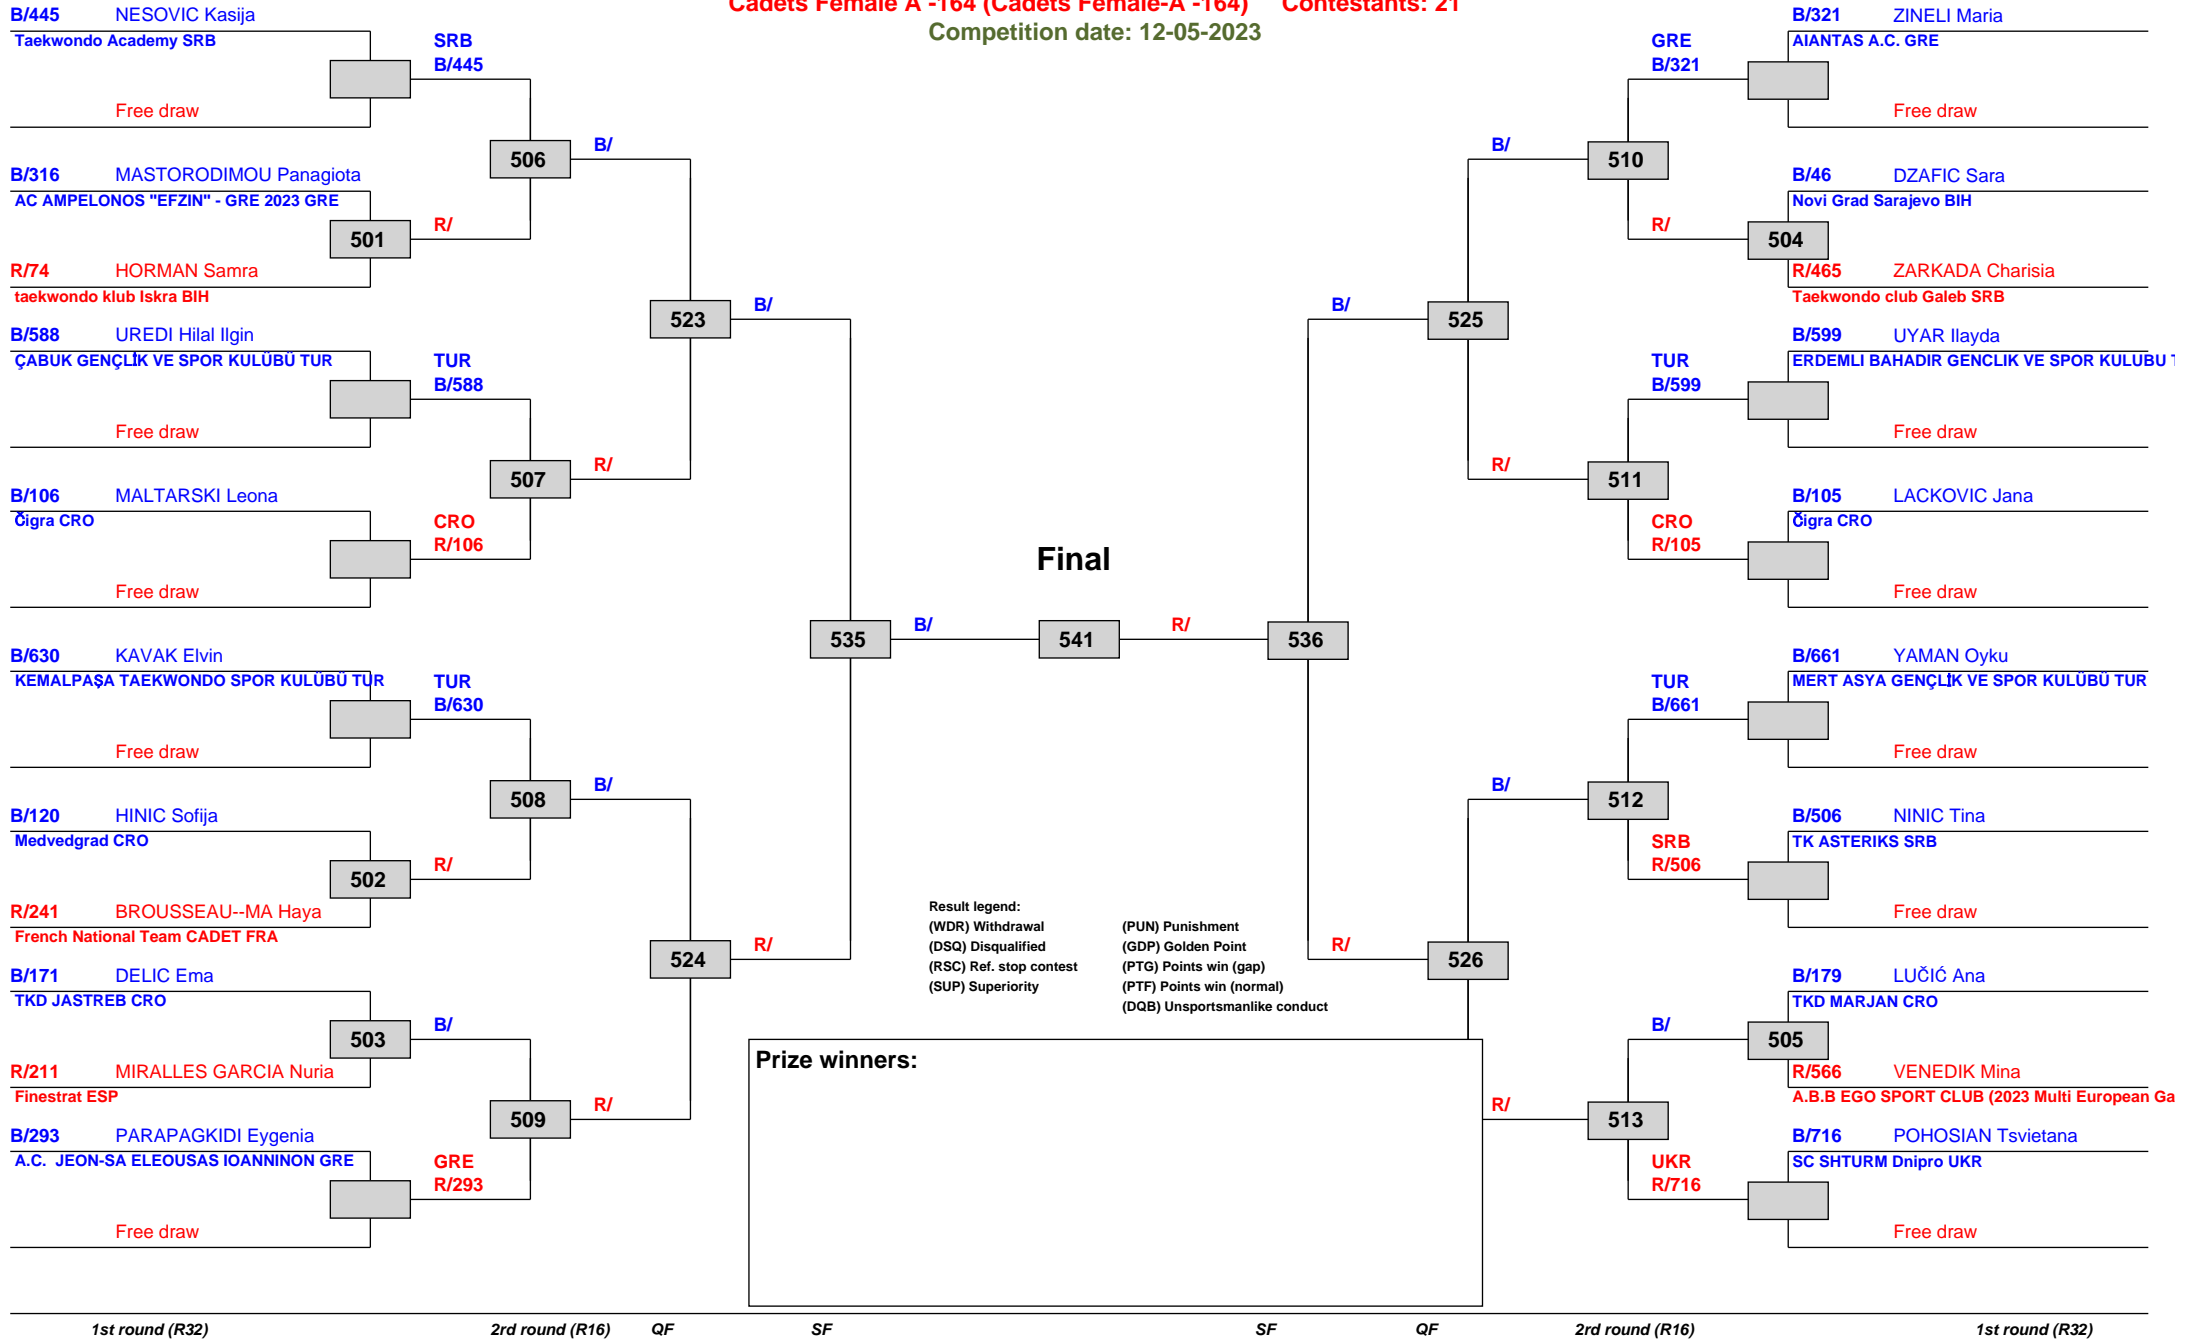 Cadets Female A -164 (Cadets Female-A -164) Contestants: 21
Competition date: 12-05-2023
B/445 NESOVIC Kasija
Taekwondo Academy SRB
SRB
B/445
Free draw
506
B/
B/316 MASTORODIMOU Panagiota
AC AMPELONOS "EFZIN" - GRE 2023 GRE
501
R/
R/74 HORMAN Samra
taekwondo klub Iskra BIH
523
B/
B/588 UREDI Hilal Ilgin
ÇABUK GENÇLİK VE SPOR KULÜBÜ TUR
TUR
B/588
Free draw
507
R/
B/106 MALTARSKI Leona
Čigra CRO
CRO
R/106
Free draw
535
B/
B/630 KAVAK Elvin
KEMALPAŞA TAEKWONDO SPOR KULÜBÜ TUR
TUR
B/630
Free draw
508
B/
B/120 HINIC Sofija
Medvedgrad CRO
502
R/
R/241 BROUSSEAU--MA Haya
French National Team CADET FRA
524
R/
B/171 DELIC Ema
TKD JASTREB CRO
503
B/
R/211 MIRALLES GARCIA Nuria
Finestrat ESP
509
R/
B/293 PARAPAGKIDI Eygenia
A.C. JEON-SA ELEOUSAS IOANNINON GRE
GRE
R/293
Free draw
Final
541
R/
536
B/321 ZINELI Maria
AIANTAS A.C. GRE
GRE
B/321
Free draw
B/
510
B/46 DZAFIC Sara
Novi Grad Sarajevo BIH
R/
504
R/465 ZARKADA Charisia
Taekwondo club Galeb SRB
B/
525
B/599 UYAR Ilayda
ERDEMLI BAHADIR GENCLIK VE SPOR KULUBU
TUR
B/599
Free draw
R/
511
B/105 LACKOVIC Jana
Čigra CRO
CRO
R/105
Free draw
B/661 YAMAN Oyku
MERT ASYA GENÇLİK VE SPOR KULÜBÜ TUR
TUR
B/661
Free draw
B/
512
B/506 NINIC Tina
TK ASTERIKS SRB
SRB
R/506
Free draw
R/
526
B/179 LUČIĆ Ana
TKD MARJAN CRO
B/
505
R/566 VENEDIK Mina
A.B.B EGO SPORT CLUB (2023 Multi European Ga
R/
513
B/716 POHOSIAN Tsvietana
SC SHTURM Dnipro UKR
UKR
R/716
Free draw
Result legend:
(WDR) Withdrawal (PUN) Punishment
(DSQ) Disqualified (GDP) Golden Point
(RSC) Ref. stop contest (PTG) Points win (gap)
(SUP) Superiority (PTF) Points win (normal)
(DQB) Unsportsmanlike conduct
Prize winners:
1st round (R32) 2rd round (R16) QF SF SF QF 2rd round (R16) 1st round (R32)